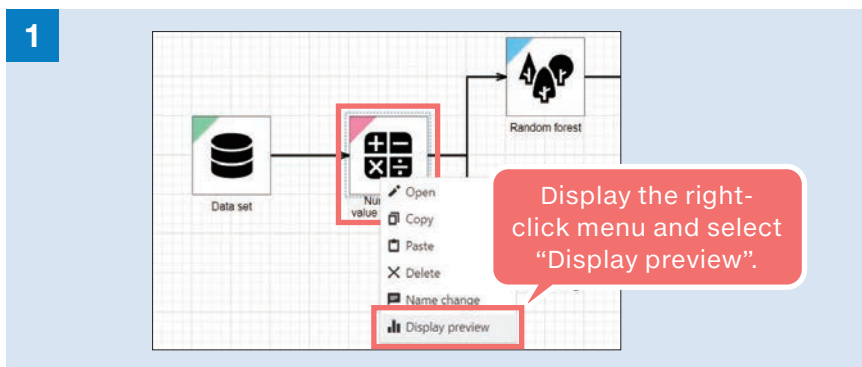 1
Random forest
Data set
Nu
value
Open
Copy
Paste
Delete
Name change
Display preview
Display the right-
click menu and select
“Display preview”.